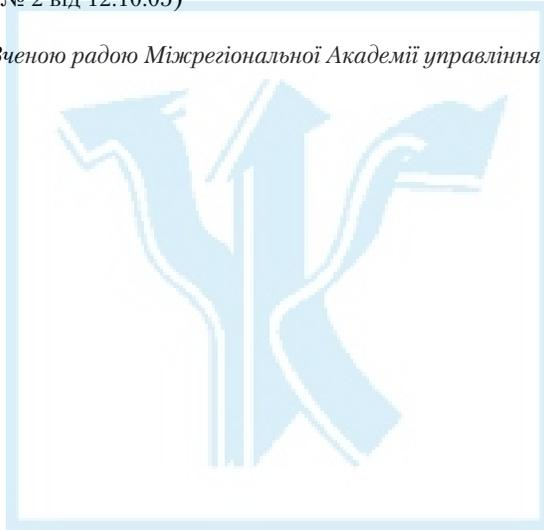 № 2 від 12.10.05)
Вченою радою Міжрегіональної Академії управління